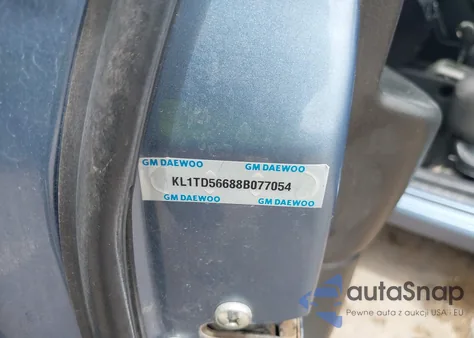 GM DAEWOO
GM DAEWOO
KL1TD56688B077054
GM DAEWOO
GM DAEWOO
autaSnap
Pewne auta z aukcji USA i EU